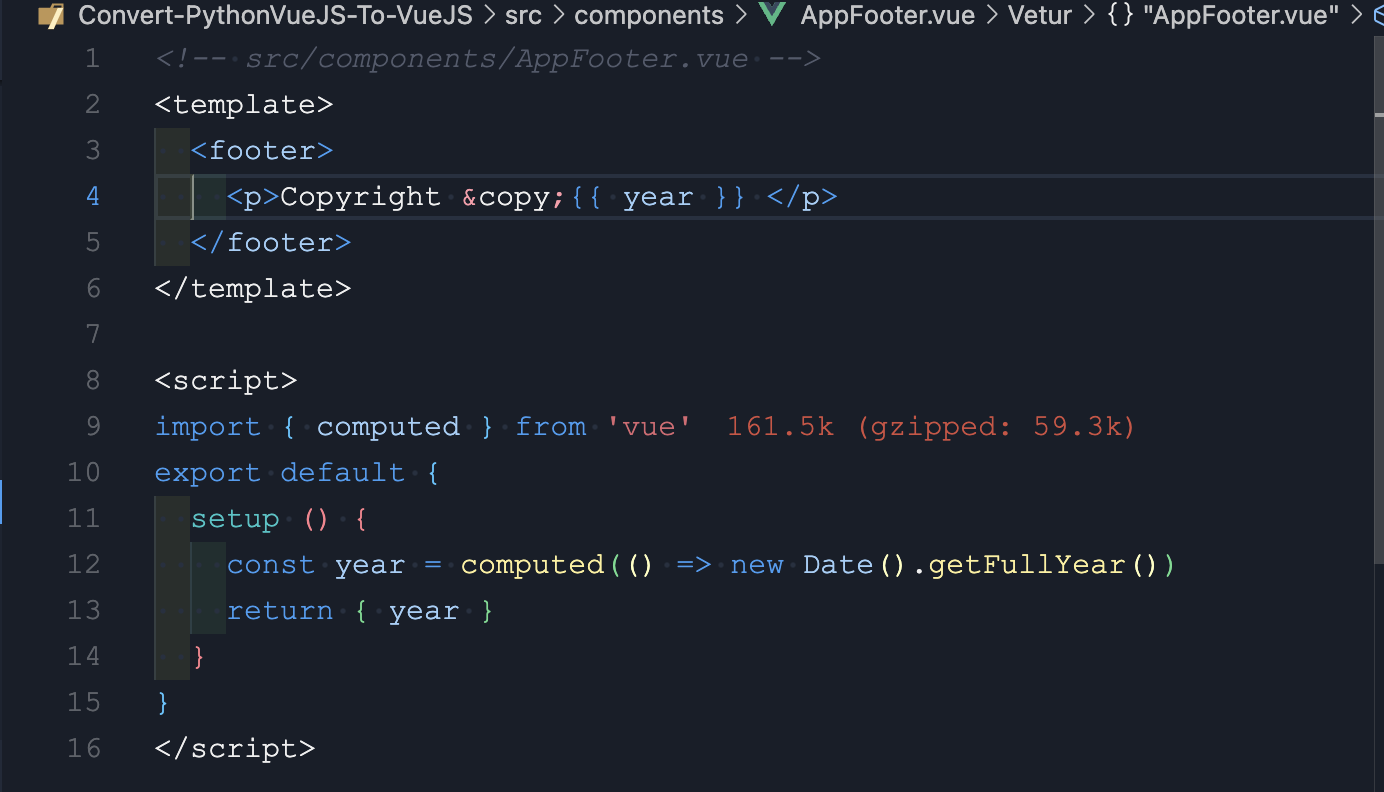 Convert-PythonVueJS-To-VueJS > src > components > AppFooter.vue > Vetur > {} "AppFooter.vue" >
1 <!-- src/components/AppFooter.vue -->
2 <template>
3   <footer>
4     <p>Copyright &copy;{{ year }} </p>
5   </footer>
6 </template>
7
8 <script>
9 import { computed } from 'vue'  161.5k (gzipped: 59.3k)
10 export default {
11   setup () {
12     const year = computed(() => new Date().getFullYear())
13     return { year }
14   }
15 }
16 </script>